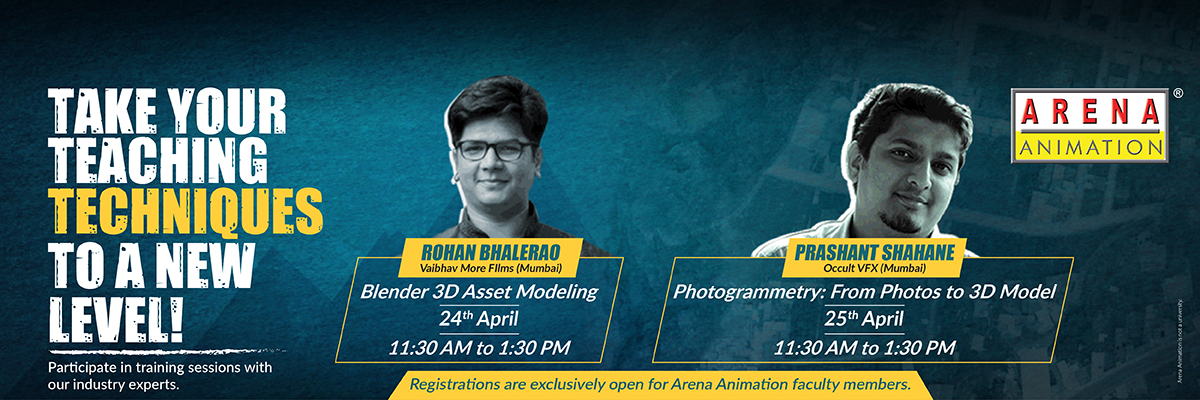 TAKE YOUR
TEACHING
TECHNIQUES
TO A NEW
LEVEL!
Participate in training sessions with
our industry experts.
ROHAN BHALERAO
Vaibhav More FIlms (Mumbai)
Blender 3D Asset Modeling
24th April
11:30 AM to 1:30 PM
PRASHANT SHAHANE
Occult VFX (Mumbai)
Photogrammetry: From Photos to 3D Model
25th April
11:30 AM to 1:30 PM
Registrations are exclusively open for Arena Animation faculty members.
ARENA
ANIMATION
®
Arena Animation is not a university.